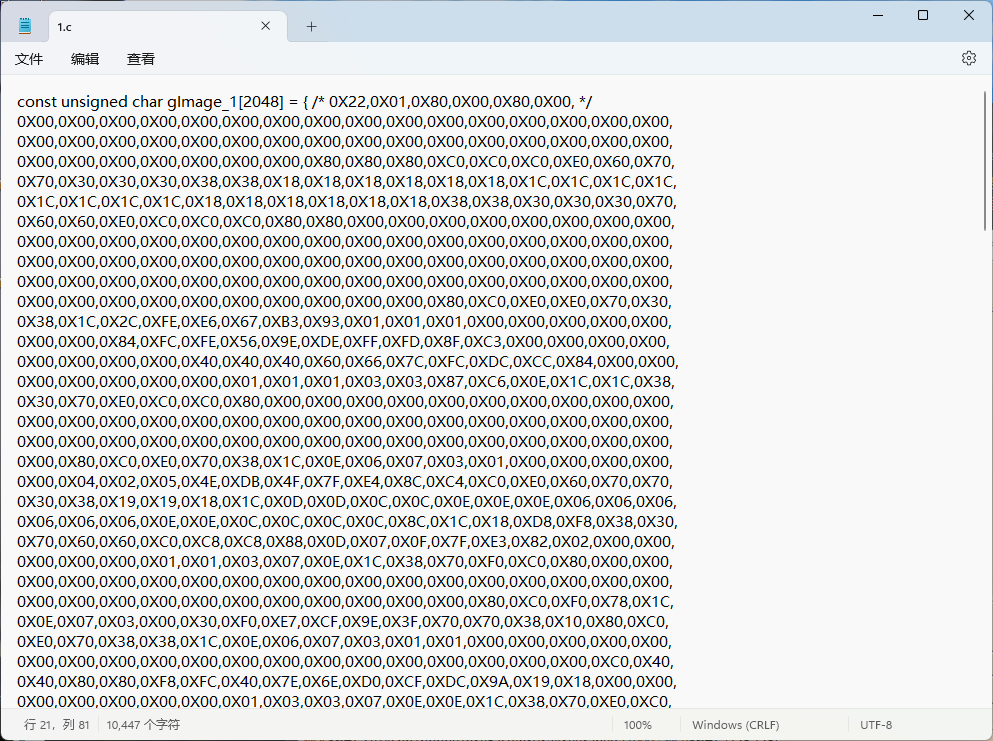 1.c
文件 编辑 查看
const unsigned char gImage_1[2048] = { /* 0X22,0X01,0X80,0X00,0X80,0X00, */
0X00,0X00,0X00,0X00,0X00,0X00,0X00,0X00,0X00,0X00,0X00,0X00,0X00,0X00,0X00,0X00,
0X00,0X00,0X00,0X00,0X00,0X00,0X00,0X00,0X00,0X00,0X00,0X00,0X00,0X00,0X00,0X00,
0X00,0X00,0X00,0X00,0X00,0X00,0X00,0X80,0X80,0X80,0XC0,0XC0,0XC0,0XE0,0X60,0X70,
0X70,0X30,0X30,0X30,0X38,0X38,0X18,0X18,0X18,0X18,0X18,0X18,0X1C,0X1C,0X1C,0X1C,
0X1C,0X1C,0X1C,0X1C,0X18,0X18,0X18,0X18,0X18,0X18,0X38,0X38,0X30,0X30,0X30,0X70,
0X60,0X60,0XE0,0XC0,0XC0,0XC0,0X80,0X80,0X00,0X00,0X00,0X00,0X00,0X00,0X00,0X00,
0X00,0X00,0X00,0X00,0X00,0X00,0X00,0X00,0X00,0X00,0X00,0X00,0X00,0X00,0X00,0X00,
0X00,0X00,0X00,0X00,0X00,0X00,0X00,0X00,0X00,0X00,0X00,0X00,0X00,0X00,0X00,0X00,
0X00,0X00,0X00,0X00,0X00,0X00,0X00,0X00,0X00,0X00,0X00,0X00,0X00,0X00,0X00,0X00,
0X00,0X00,0X00,0X00,0X00,0X00,0X00,0X00,0X00,0X00,0X80,0XC0,0XE0,0XE0,0X70,0X30,
0X38,0X1C,0X2C,0XFE,0XE6,0X67,0XB3,0X93,0X01,0X01,0X01,0X00,0X00,0X00,0X00,0X00,
0X00,0X00,0X84,0XFC,0XFE,0X56,0X9E,0XDE,0XFF,0XFD,0X8F,0XC3,0X00,0X00,0X00,0X00,
0X00,0X00,0X00,0X00,0X40,0X40,0X40,0X60,0X66,0X7C,0XFC,0XDC,0XCC,0X84,0X00,0X00,
0X00,0X00,0X00,0X00,0X00,0X01,0X01,0X01,0X03,0X03,0X87,0XC6,0X0E,0X1C,0X1C,0X38,
0X30,0X70,0XE0,0XC0,0XC0,0X80,0X00,0X00,0X00,0X00,0X00,0X00,0X00,0X00,0X00,0X00,
0X00,0X00,0X00,0X00,0X00,0X00,0X00,0X00,0X00,0X00,0X00,0X00,0X00,0X00,0X00,0X00,
0X00,0X00,0X00,0X00,0X00,0X00,0X00,0X00,0X00,0X00,0X00,0X00,0X00,0X00,0X00,0X00,
0X00,0X80,0XC0,0XE0,0X70,0X38,0X1C,0X0E,0X06,0X07,0X03,0X01,0X00,0X00,0X00,0X00,
0X00,0X04,0X02,0X05,0X4E,0XDB,0X4F,0X7F,0XE4,0X8C,0XC4,0XC0,0XE0,0X60,0X70,0X70,
0X30,0X38,0X19,0X19,0X18,0X1C,0X0D,0X0D,0X0C,0X0C,0X0E,0X0E,0X0E,0X06,0X06,0X06,
0X06,0X06,0X06,0X0E,0X0E,0X0C,0X0C,0X0C,0X0C,0X8C,0X1C,0X18,0XD8,0XF8,0X38,0X30,
0X70,0X60,0X60,0XC0,0XC8,0XC8,0X88,0X0D,0X07,0X0F,0X7F,0XE3,0X82,0X02,0X00,0X00,
0X00,0X00,0X00,0X01,0X01,0X03,0X07,0X0E,0X1C,0X38,0X70,0XF0,0XC0,0X80,0X00,0X00,
0X00,0X00,0X00,0X00,0X00,0X00,0X00,0X00,0X00,0X00,0X00,0X00,0X00,0X00,0X00,0X00,
0X00,0X00,0X00,0X00,0X00,0X00,0X00,0X00,0X00,0X00,0X00,0X80,0XC0,0XF0,0X78,0X1C,
0X0E,0X07,0X03,0X00,0X30,0XF0,0XE7,0XCF,0X9E,0X3F,0X70,0X70,0X38,0X10,0X80,0XC0,
0XE0,0X70,0X38,0X38,0X1C,0X0E,0X06,0X07,0X03,0X01,0X01,0X00,0X00,0X00,0X00,0X00,
0X00,0X00,0X00,0X00,0X00,0X00,0X00,0X00,0X00,0X00,0X00,0X00,0X00,0X00,0XC0,0X40,
0X40,0X80,0X80,0XF8,0XFC,0X40,0X7E,0X6E,0XD0,0XCF,0XDC,0X9A,0X19,0X18,0X00,0X00,
0X00,0X00,0X00,0X00,0X01,0X03,0X03,0X07,0X0E,0X0E,0X1C,0X38,0X70,0XE0,0XC0,
行 21，列 81 10,447 个字符 100% Windows (CRLF) UTF-8